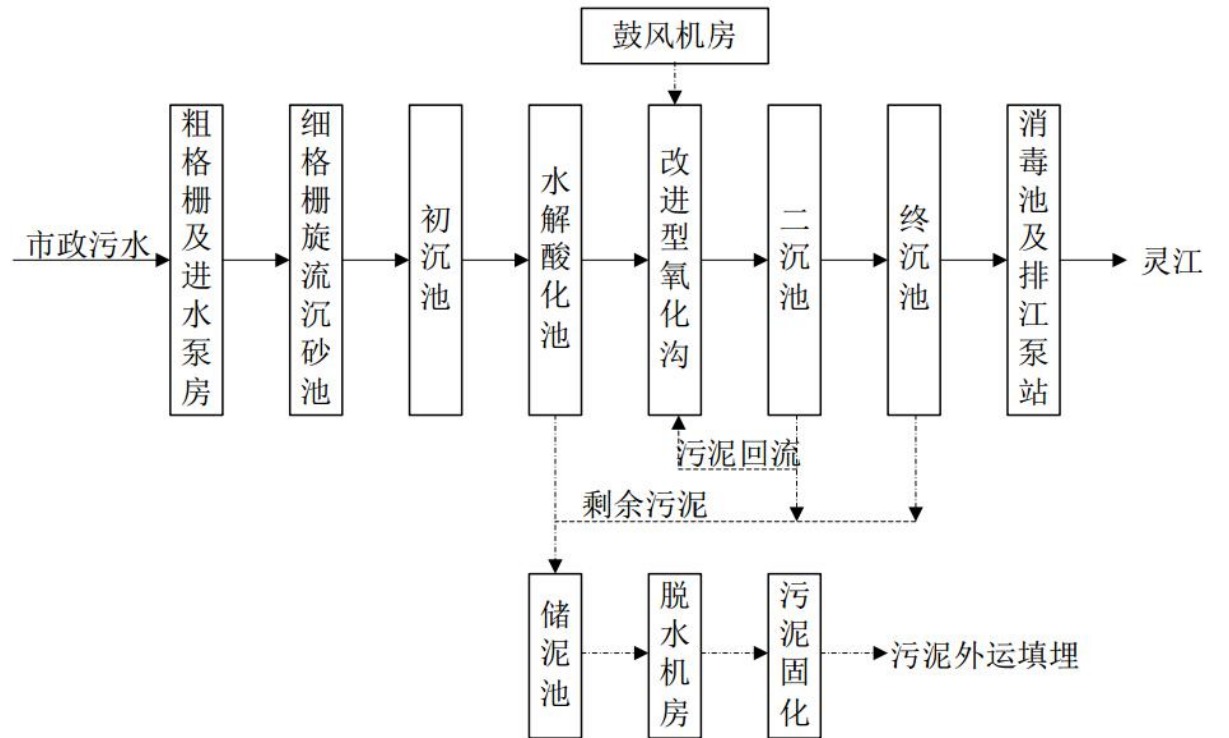 鼓风机房
市政污水
粗格栅及进水泵房
细格栅旋流沉砂池
初沉池
水解酸化池
改进型氧化沟
二沉池
终沉池
消毒池及排江泵站
灵江
污泥回流
剩余污泥
储泥池
脱水机房
污泥固化
污泥外运填埋